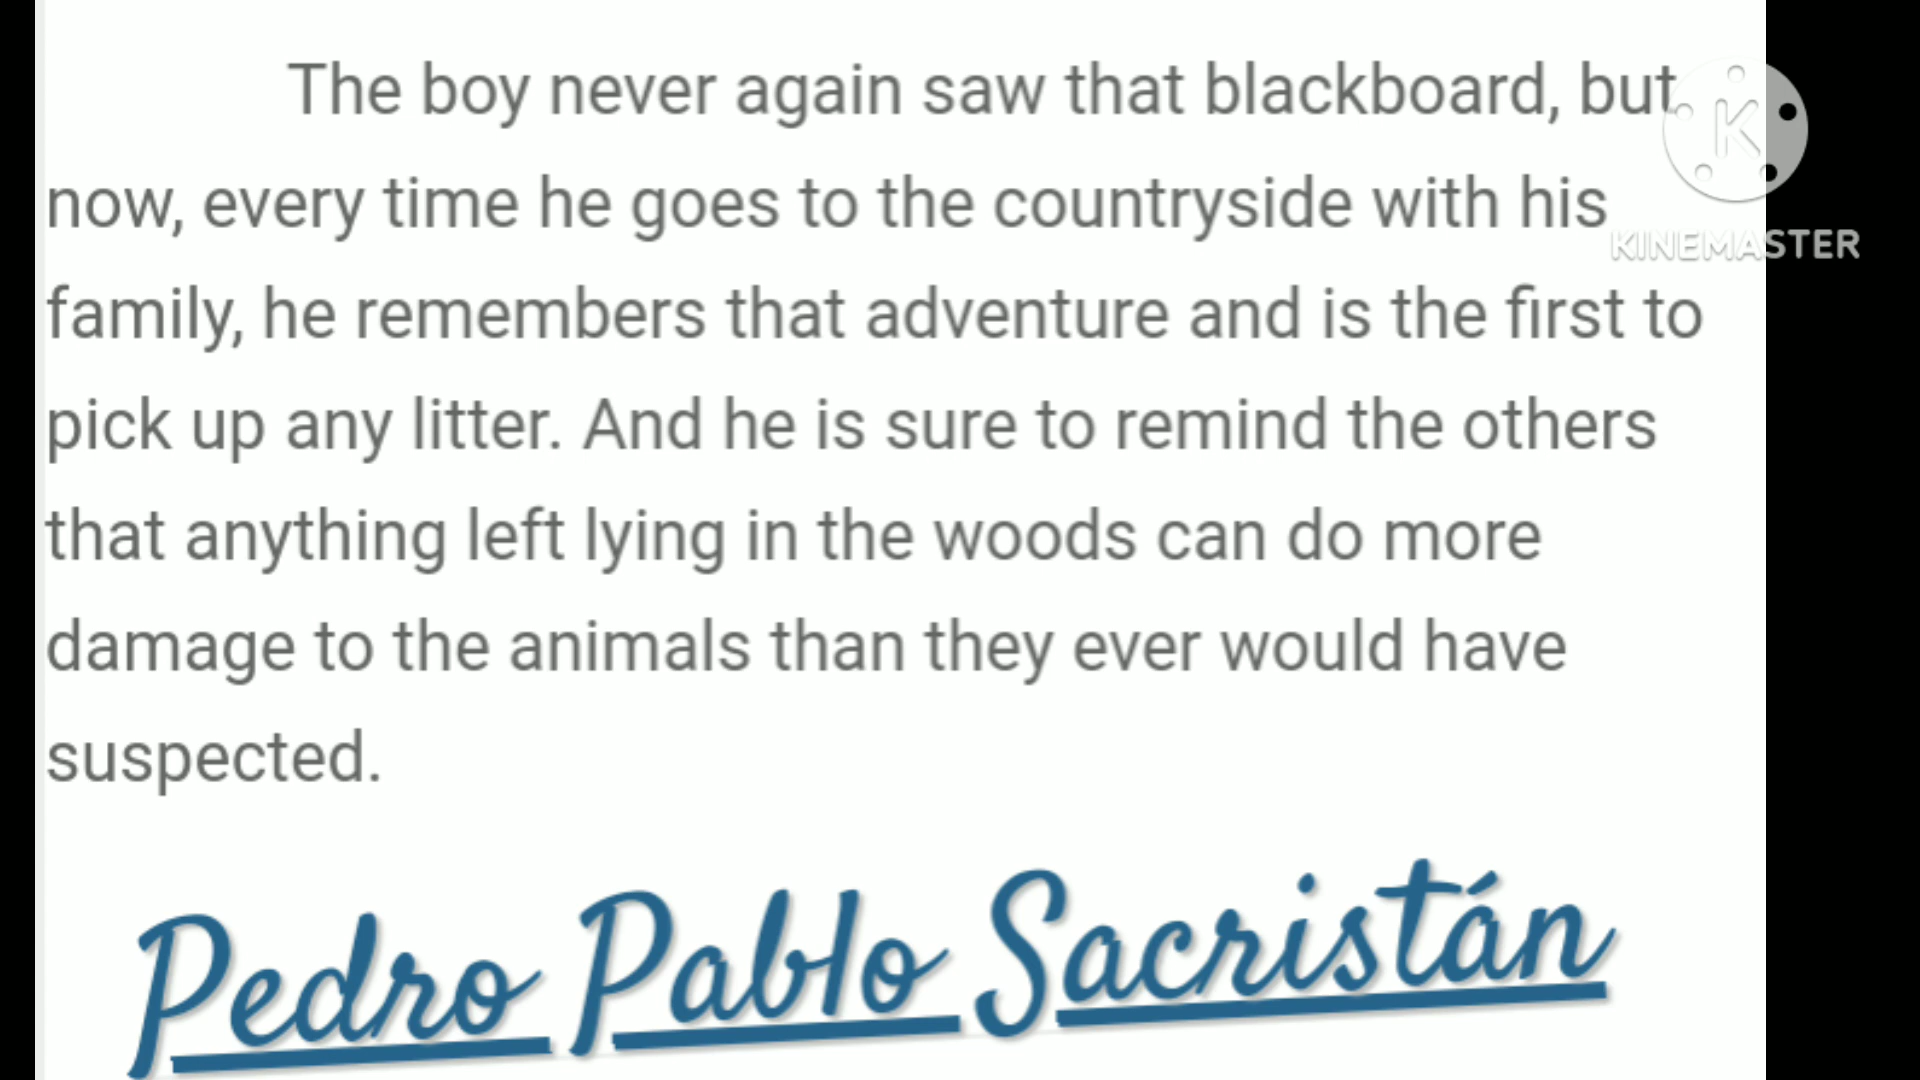 The boy never again saw that blackboard, but
now, every time he goes to the countryside with his
family, he remembers that adventure and is the first to
pick up any litter. And he is sure to remind the others
that anything left lying in the woods can do more
damage to the animals than they ever would have
suspected.
Pedro Pablo Sacristán
K
KINEMASTER